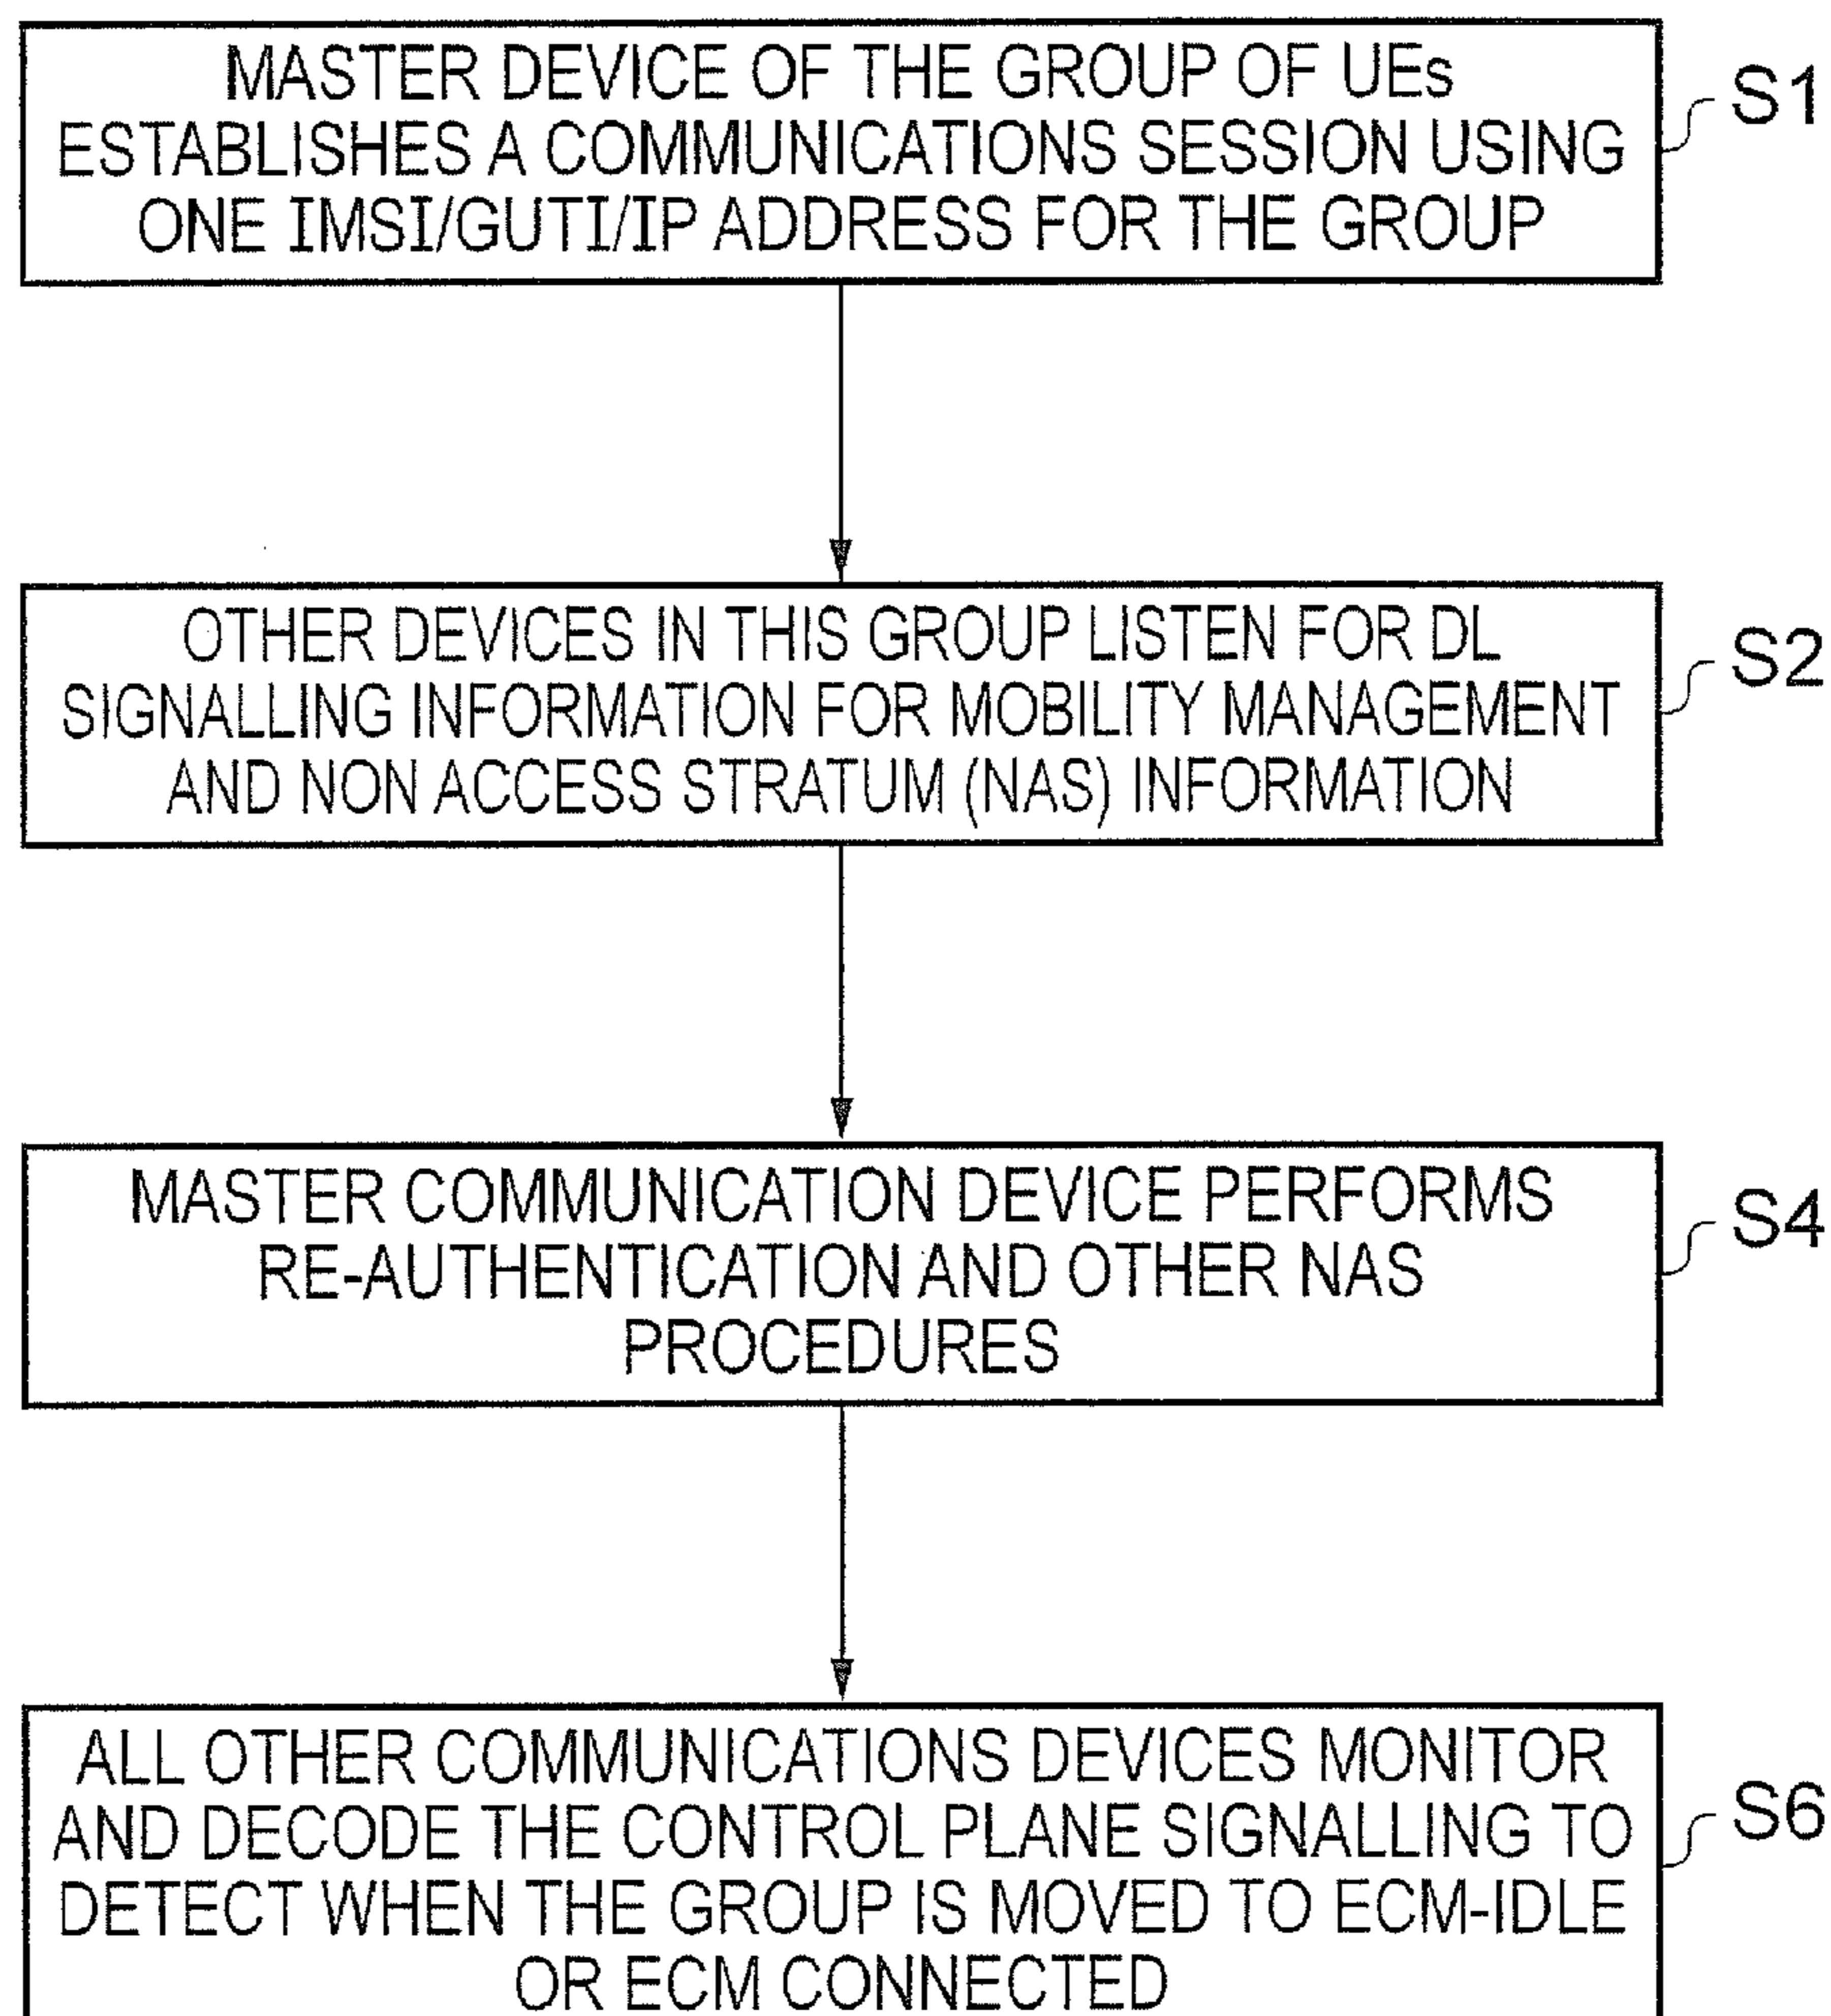 MASTER DEVICE OF THE GROUP OF UEs
ESTABLISHES A COMMUNICATIONS SESSION USING
ONE IMSI/GUTI/IP ADDRESS FOR THE GROUP
S1
OTHER DEVICES IN THIS GROUP LISTEN FOR DL
SIGNALLING INFORMATION FOR MOBILITY MANAGEMENT
AND NON ACCESS STRATUM (NAS) INFORMATION
S2
MASTER COMMUNICATION DEVICE PERFORMS
RE-AUTHENTICATION AND OTHER NAS
PROCEDURES
S4
ALL OTHER COMMUNICATIONS DEVICES MONITOR
AND DECODE THE CONTROL PLANE SIGNALLING TO
DETECT WHEN THE GROUP IS MOVED TO ECM-IDLE
OR ECM CONNECTED
S6